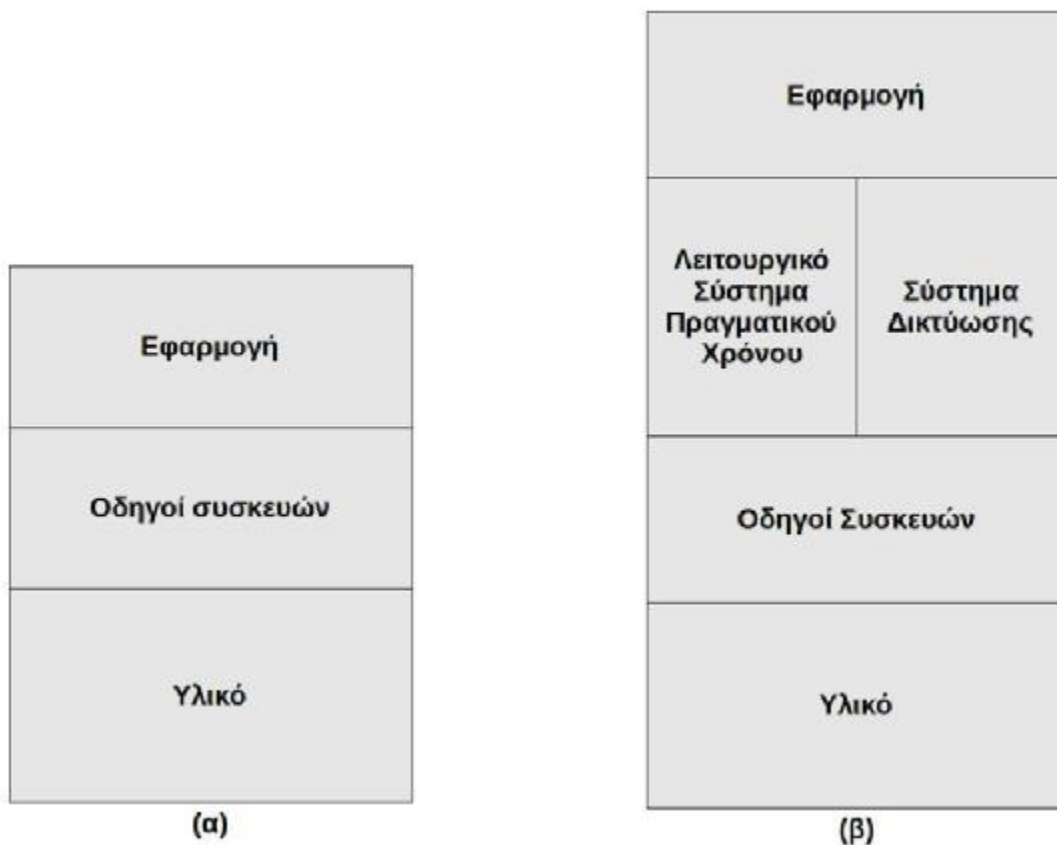 Εφαρμογή
Οδηγοί συσκευών
Υλικό
(α)
Εφαρμογή
Λειτουργικό
Σύστημα
Πραγματικού
Χρόνου
Σύστημα
Δικτύωσης
Οδηγοί Συσκευών
Υλικό
(β)